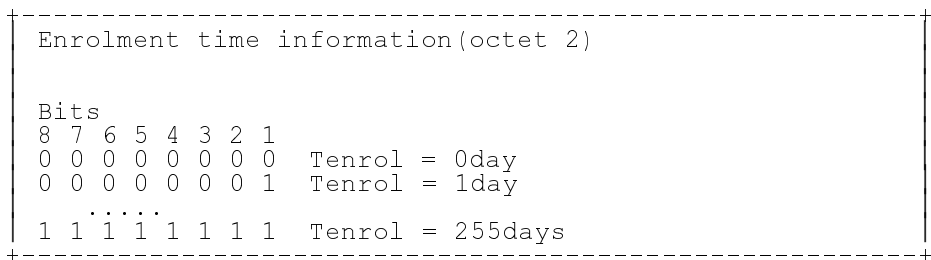 Enrolment time information(octet 2)
Bits
8 7 6 5 4 3 2 1
0 0 0 0 0 0 0 0 Tenrol = 0day
0 0 0 0 0 0 0 1 Tenrol = 1day
.....
1 1 1 1 1 1 1 1 Tenrol = 255days